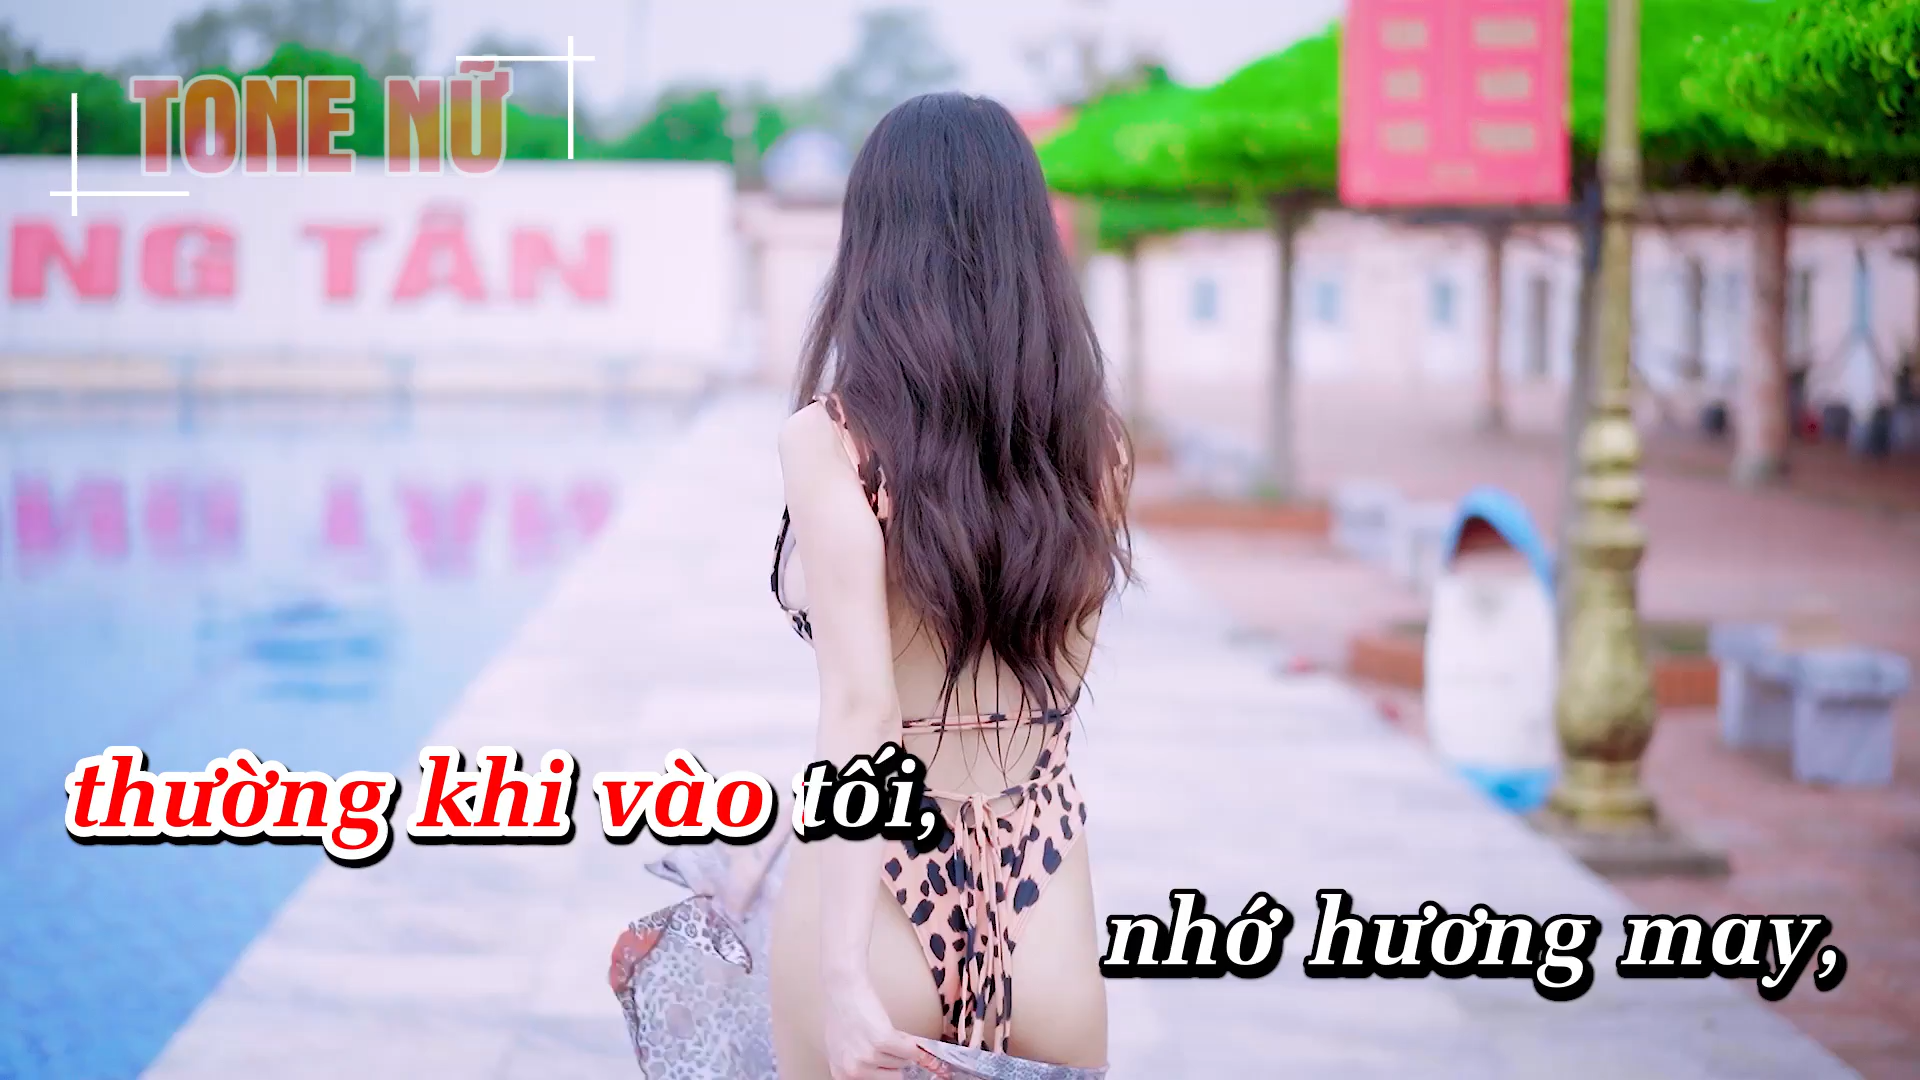 TONE NỮ
NG TÂN
thường khi vào tối,
nhớ hương may,